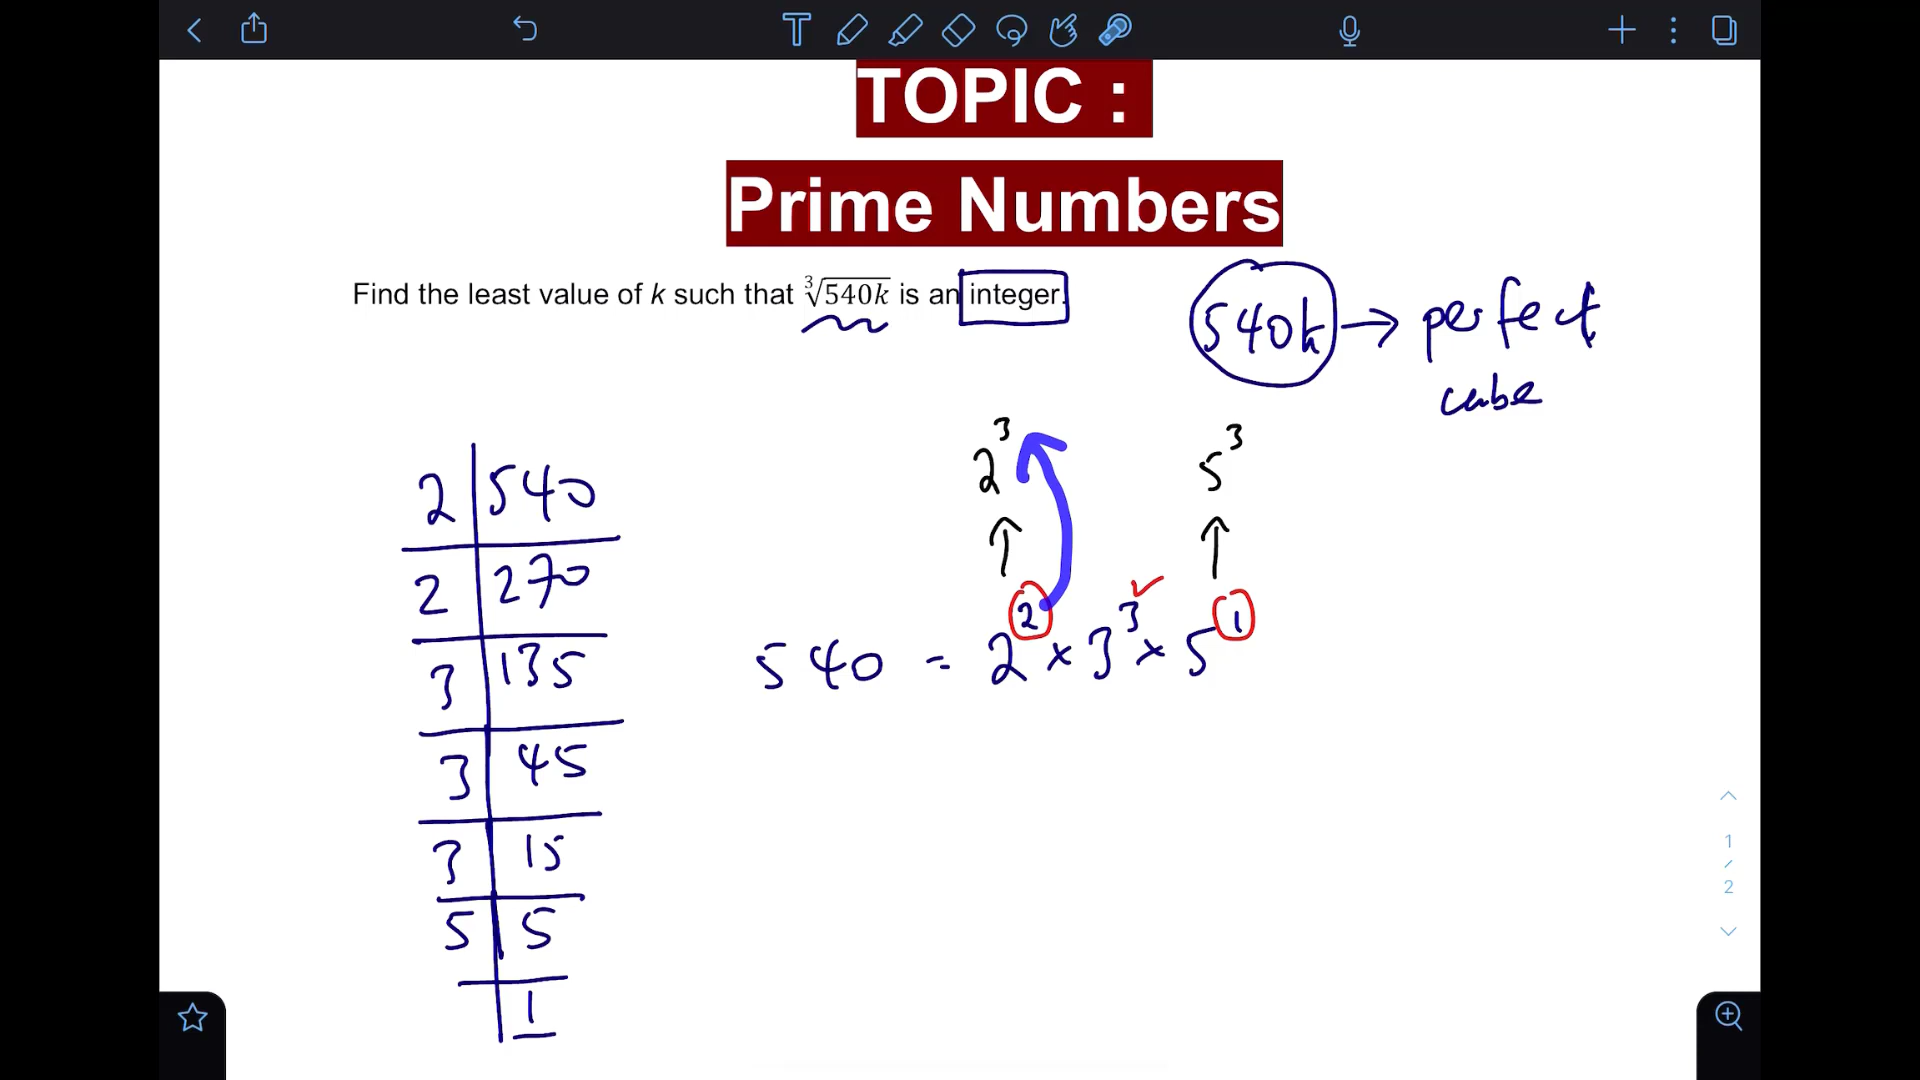 TOPIC :
Prime Numbers
Find the least value of k such that ∛540k is an integer.
540k → perfect
cube
2³ 5³
↑ ↑
540 = 2² × 3³ × 5¹
2 | 540
2 | 270
3 | 135
3 | 45
3 | 15
5 | 5
1
1
/
2